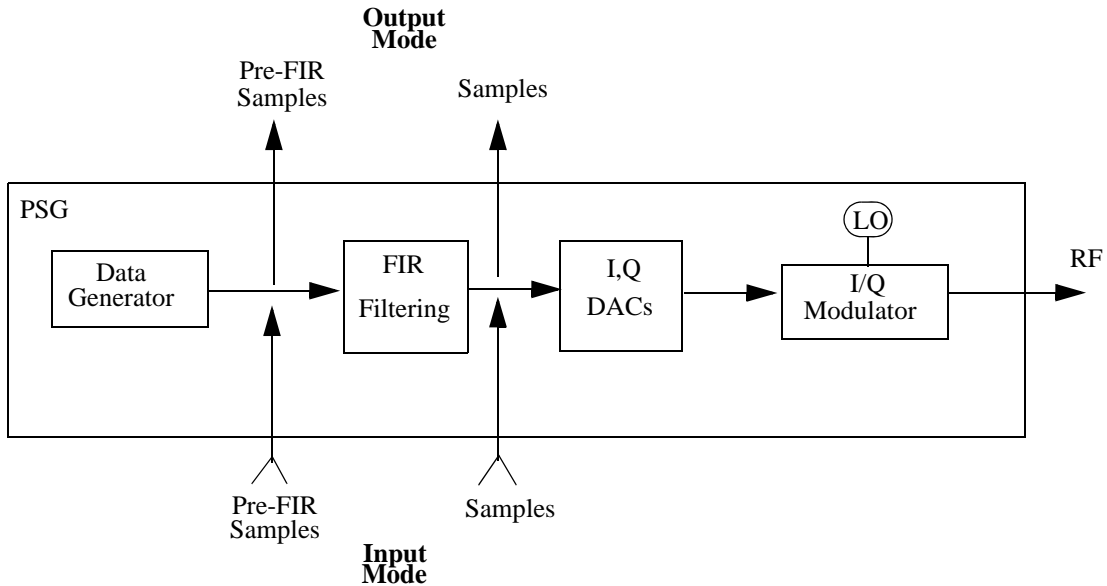 Output
Mode
Pre-FIR
Samples
Samples
PSG
LO
RF
Data
Generator
FIR
Filtering
I,Q
DACs
I/Q
Modulator
Pre-FIR
Samples
Samples
Input
Mode